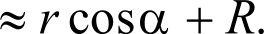 ≈ r cosα + R.